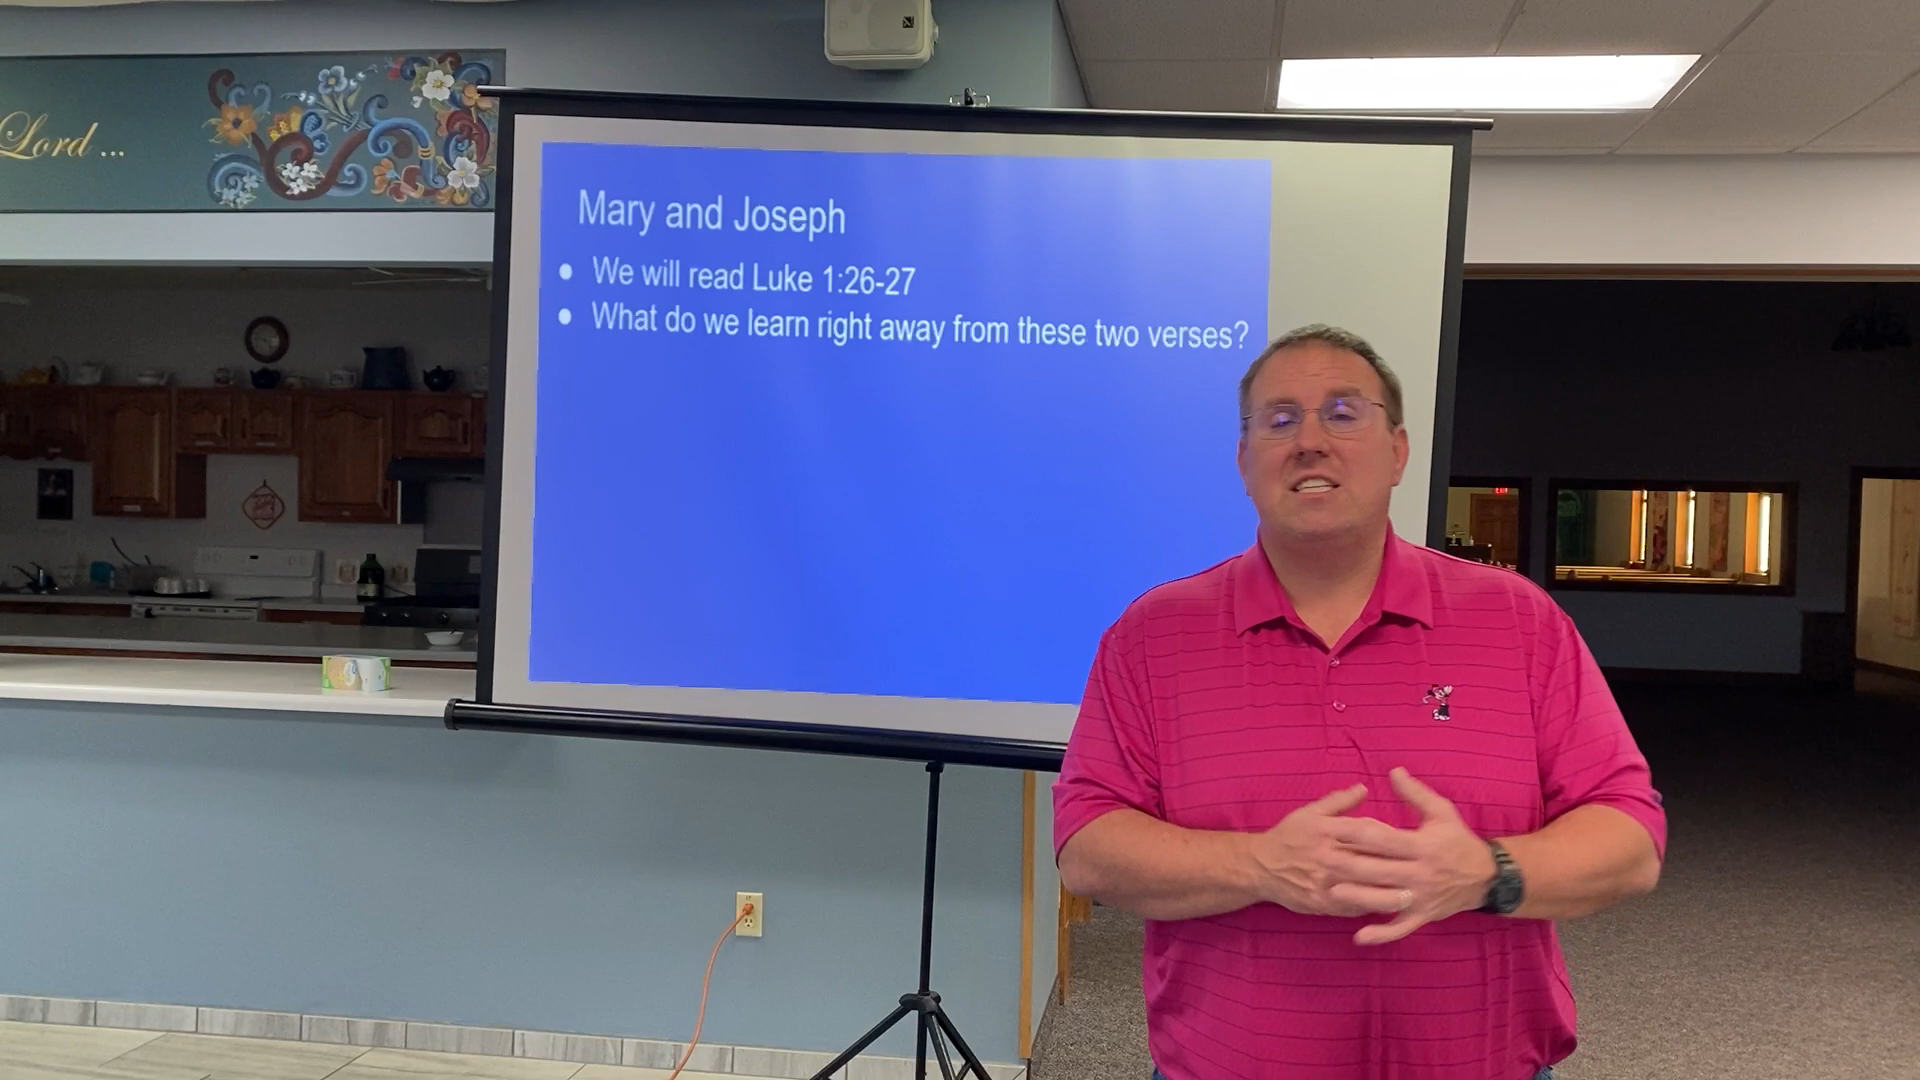 Lord ...
Mary and Joseph
● We will read Luke 1:26-27
● What do we learn right away from these two verses?